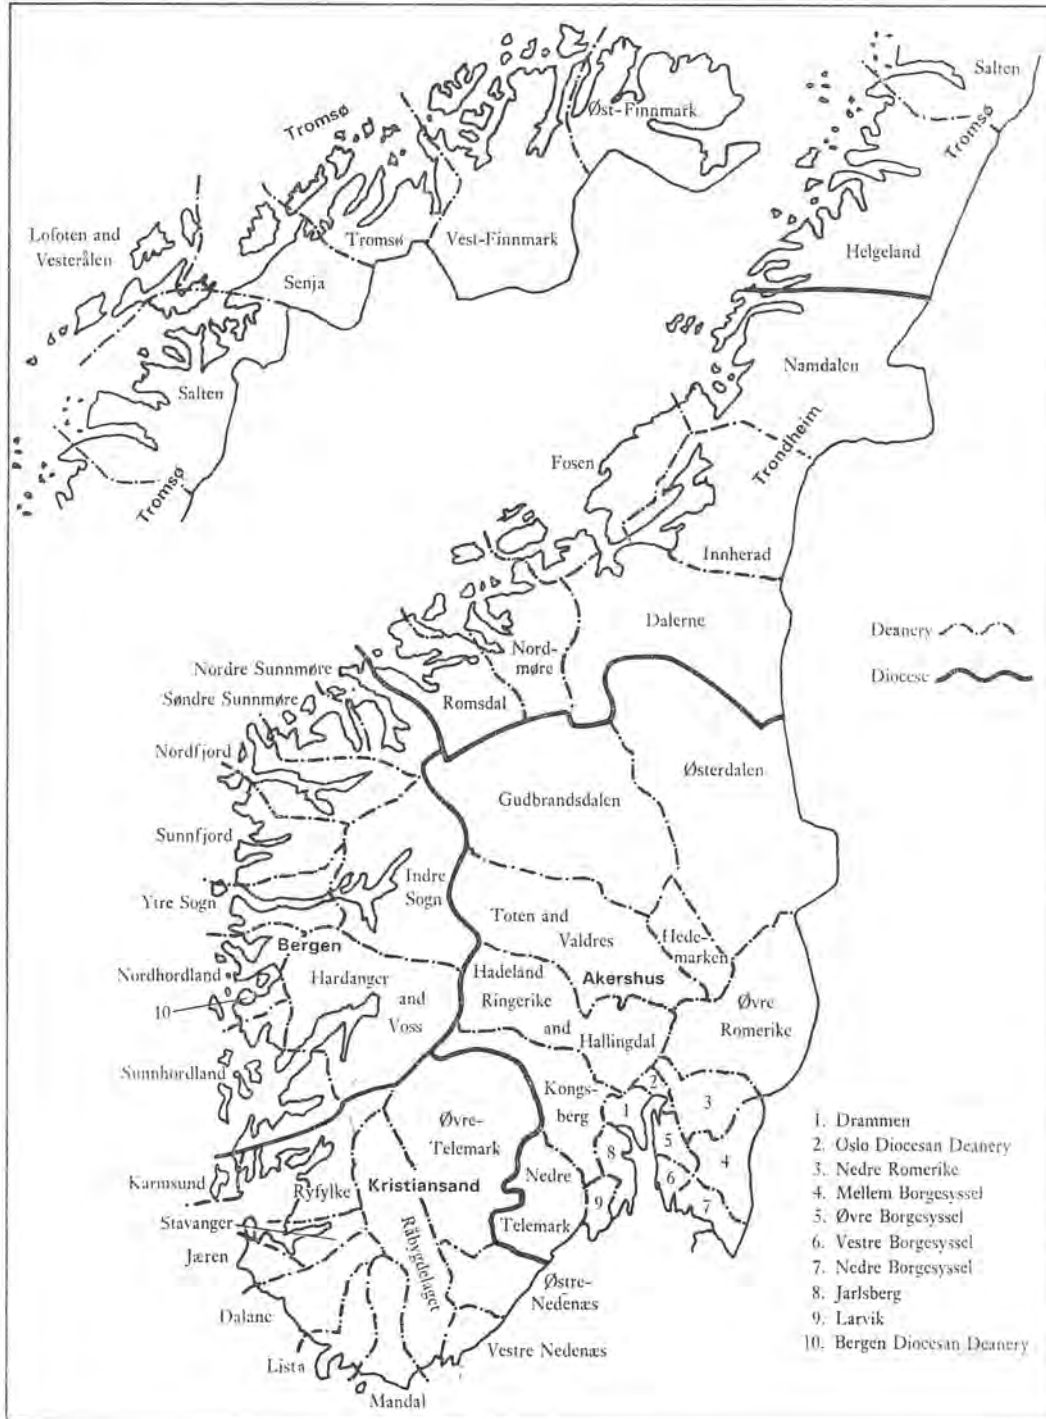 Tromsø
Øst-Finnmark
Salten
Tromsø
Lofoten and
Vesterålen
Tromsø
Vest-Finnmark
Senja
Helgeland
Salten
Namdalen
Tromsø
Fosen
Trondheim
Innherad
Dalerne
Nord-
møre
Deanery
Diocese
Nordre Sunnmøre
Romsdal
Søndre Sunnmøre
Nordfjord
Østerdalen
Gudbrandsdalen
Sunnfjord
Indre
Sogn
Ytre Sogn
Toten and
Valdres
Hede-
marken
Bergen
Nordhordland
Hardanger
and
Voss
Hadeland
Ringerike
and
Hallingdal
Akershus
Øvre
Romerike
10
Sunnhordland
Kongs-
berg
2
1
3
5
4
6
7
8
9
Øvre-
Telemark
Nedre
Telemark
Karmsund
Ryfylke
Kristiansand
Stavanger
Jæren
Råbygdelaget
Østre-
Nedenæs
Dalane
Lista
Vestre Nedenæs
Mandal
1. Drammen
2. Oslo Diocesan Deanery
3. Nedre Romerike
4. Mellem Borgesyssel
5. Øvre Borgesyssel
6. Vestre Borgesyssel
7. Nedre Borgesyssel
8. Jarlsberg
9. Larvik
10. Bergen Diocesan Deanery